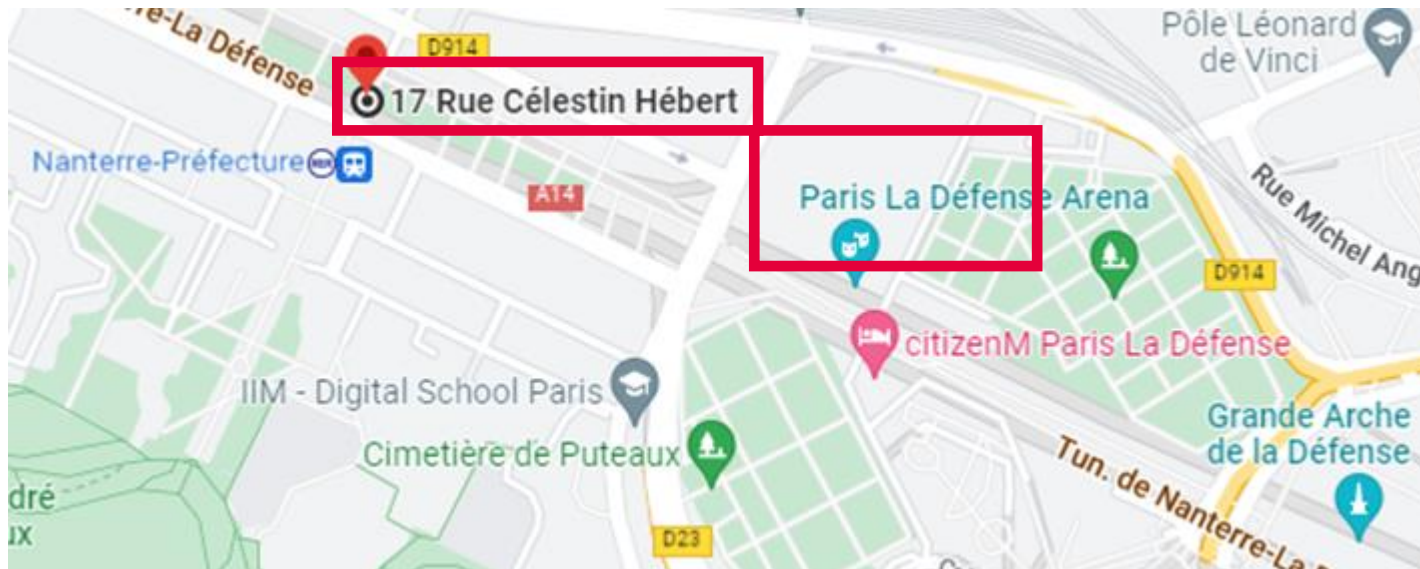 re-La Défense
D914
Pôle Léonard
de Vinci
17 Rue Célestin Hébert
Nanterre-Préfecture
A14
Paris La Défense Arena
Rue Michel Ang
D914
citizenM Paris La Défense
IIM - Digital School Paris
Grande Arche
de la Défense
Cimetière de Puteaux
Tun. de Nanterre-La
dré
ux
D23